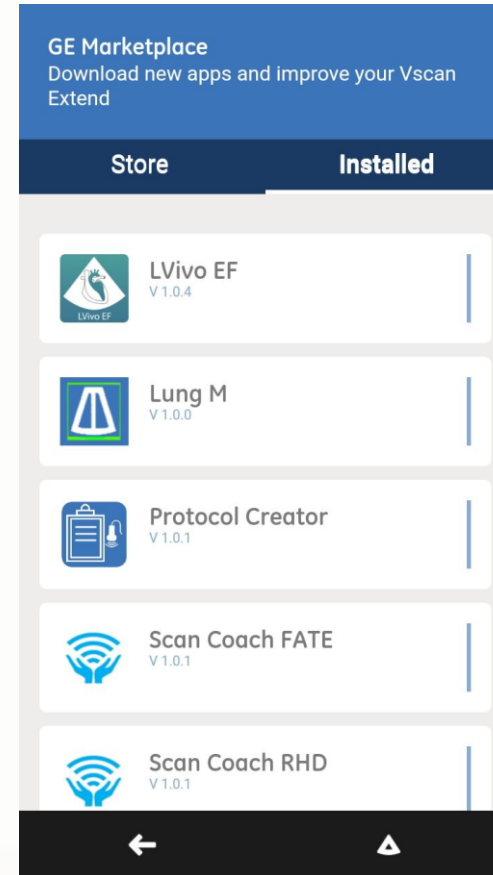 GE Marketplace
Download new apps and improve your Vscan
Extend
Store Installed
LVivo EF
V 1.0.4
LVivo EF
Lung M
V 1.0.0
Protocol Creator
V 1.0.1
Scan Coach FATE
V 1.0.1
Scan Coach RHD
V 1.0.1